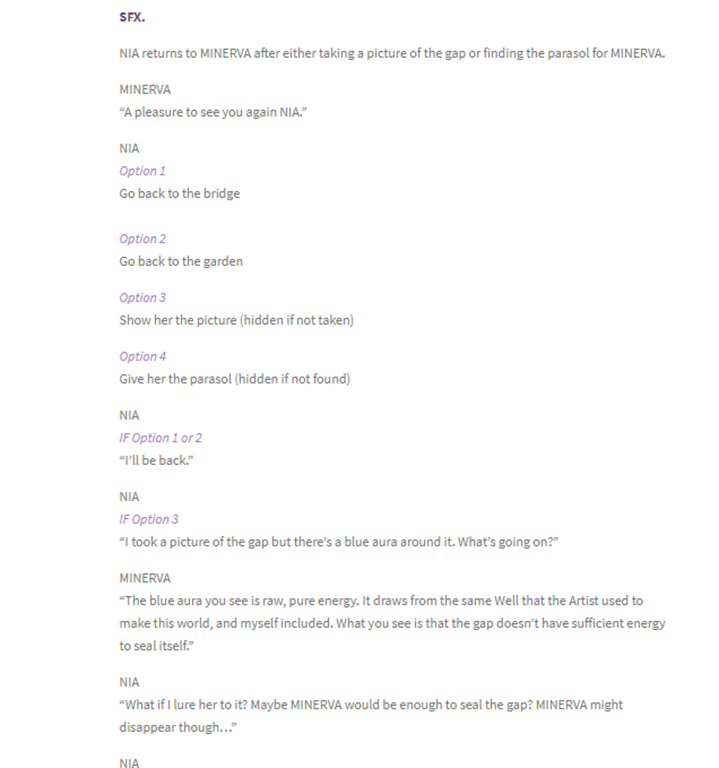 SFX.
NIA returns to MINERVA after either taking a picture of the gap or finding the parasol for MINERVA.
MINERVA
“A pleasure to see you again NIA.”
NIA
Option 1
Go back to the bridge
Option 2
Go back to the garden
Option 3
Show her the picture (hidden if not taken)
Option 4
Give her the parasol (hidden if not found)
NIA
IF Option 1 or 2
“I’ll be back.”
NIA
IF Option 3
“I took a picture of the gap but there’s a blue aura around it. What’s going on?”
MINERVA
“The blue aura you see is raw, pure energy. It draws from the same Well that the Artist used to
make this world, and myself included. What you see is that the gap doesn’t have sufficient energy
to seal itself.”
NIA
“What if I lure her to it? Maybe MINERVA would be enough to seal the gap? MINERVA might
disappear though…”
NIA